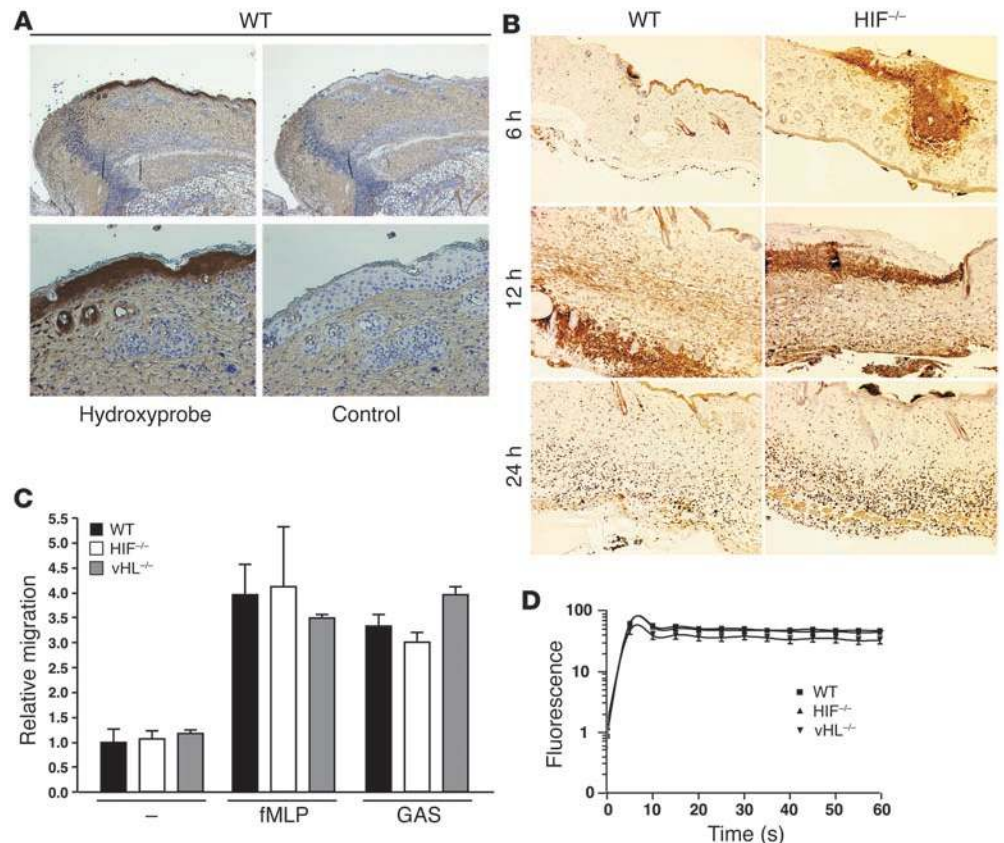 A
WT
Hydroxyprobe
Control
B
WT
HIF–/–
6 h
12 h
24 h
C
5.5
5.0
4.5
4.0
3.5
3.0
2.5
2.0
1.5
1.0
0.5
0.0
Relative migration
WT
HIF–/–
vHL–/–
–
fMLP
GAS
D
100
10
1
0
Fluorescence
WT
HIF–/–
vHL–/–
0 10 20 30 40 50 60
Time (s)